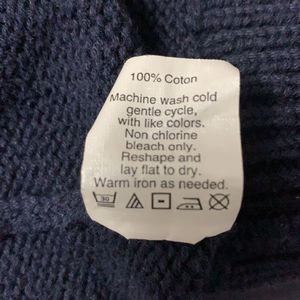 100% Coton
Machine wash cold
gentle cycle,
with like colors.
Non chlorine
bleach only.
Reshape and
lay flat to dry.
Warm iron as needed.
30